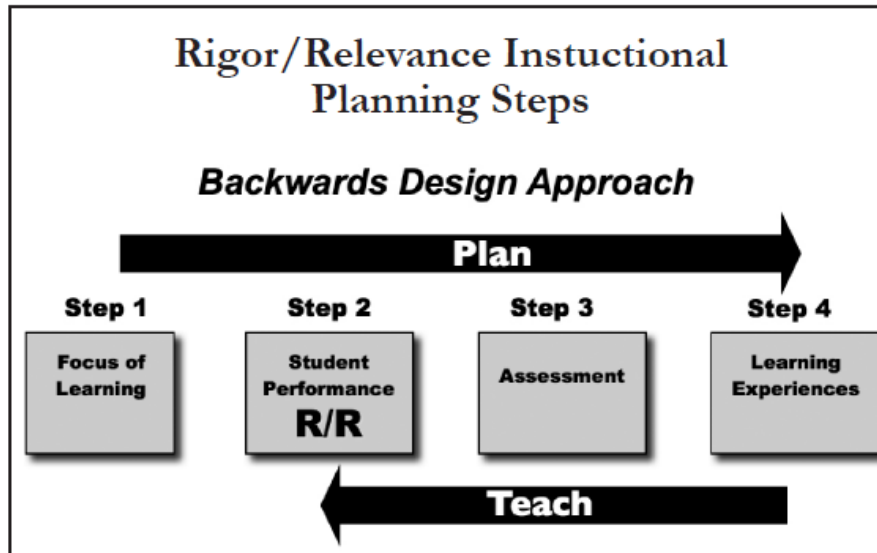 Rigor/Relevance Instuctional
Planning Steps
Backwards Design Approach
Plan
Step 1
Step 2
Step 3
Step 4
Focus of
Learning
Student
Performance
R/R
Assessment
Learning
Experiences
Teach